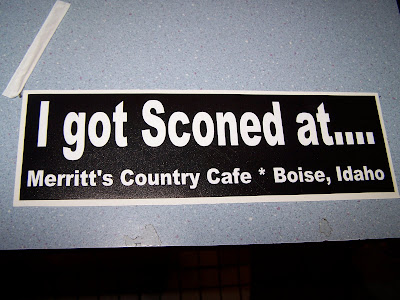 I got Sconed at....
Merritt's Country Cafe * Boise, Idaho